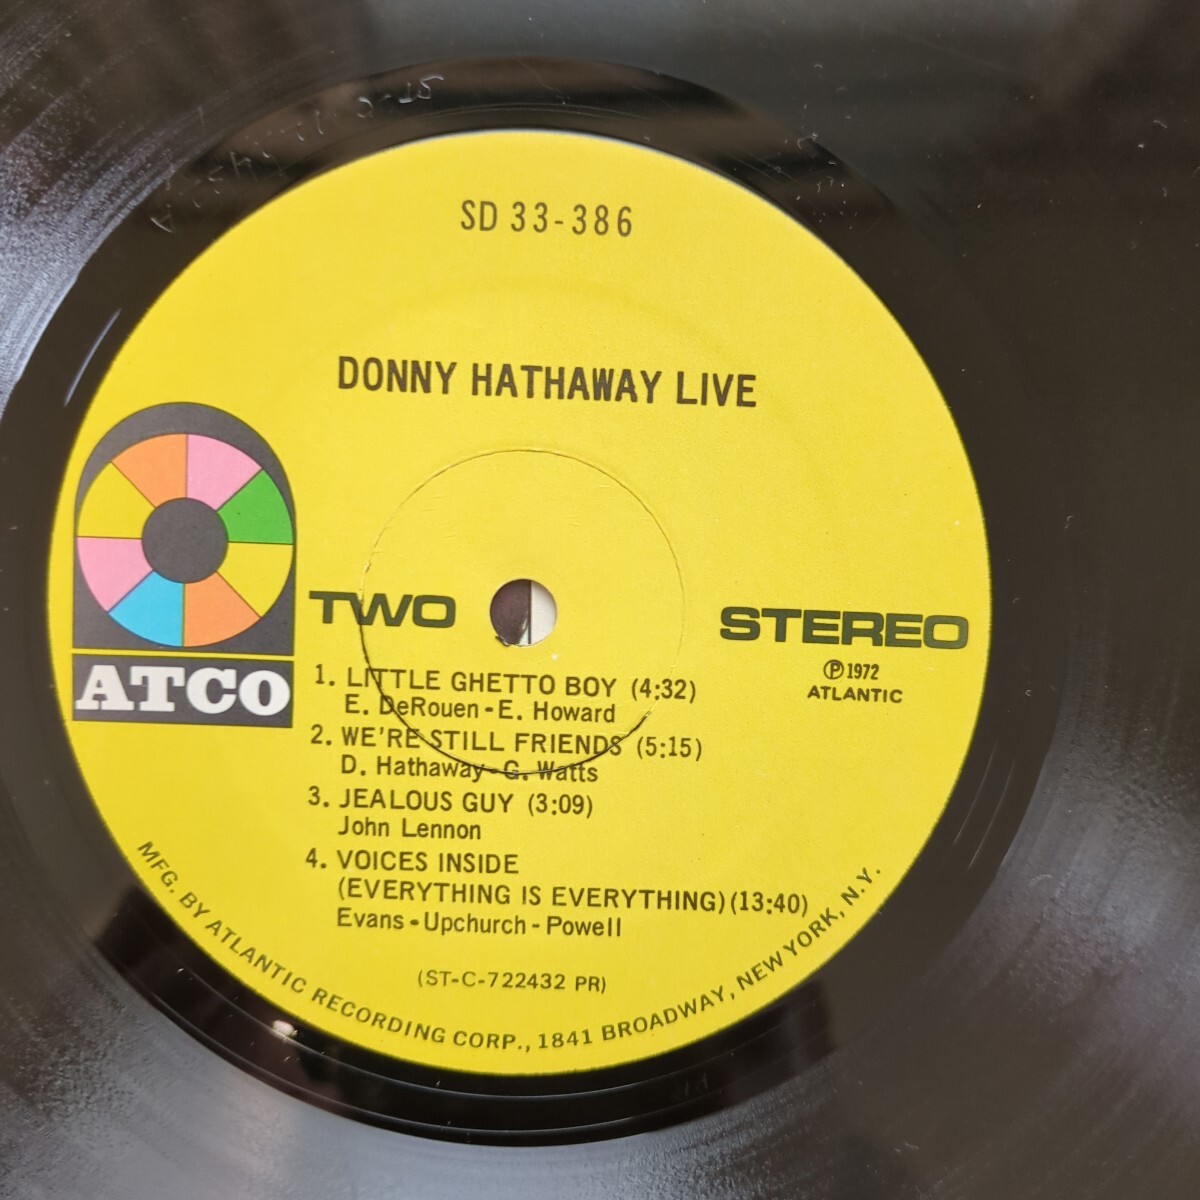 SD 33-386
DONNY HATHAWAY LIVE
ATCO
TWO
STEREO
Ⓟ1972
ATLANTIC
1. LITTLE GHETTO BOY (4:32)
E. DeRouen-E. Howard
2. WE'RE STILL FRIENDS (5:15)
D. Hathaway-G. Watts
3. JEALOUS GUY (3:09)
John Lennon
4. VOICES INSIDE
(EVERYTHING IS EVERYTHING)(13:40)
Evans-Upchurch-Powell
(ST-C-722432 PR)
MFG. BY ATLANTIC RECORDING CORP., 1841 BROADWAY, NEW YORK, N.Y.